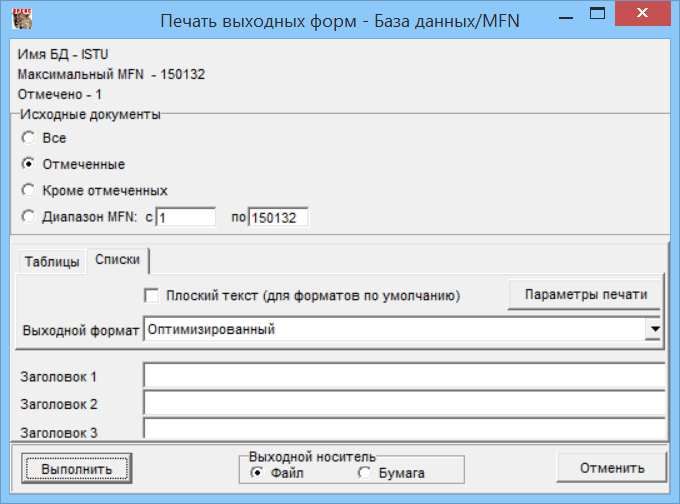 Печать выходных форм - База данных/MFN
Имя БД - ISTU
Максимальный MFN - 150132
Отмечено - 1
Исходные документы
Все
Отмеченные
Кроме отмеченных
Диапазон MFN: с 1 по 150132
Таблицы Списки
Плоский текст (для форматов по умолчанию) Параметры печати
Выходной формат Оптимизированный
Заголовок 1
Заголовок 2
Заголовок 3
Выполнить Выходной носитель Файл Бумага Отменить